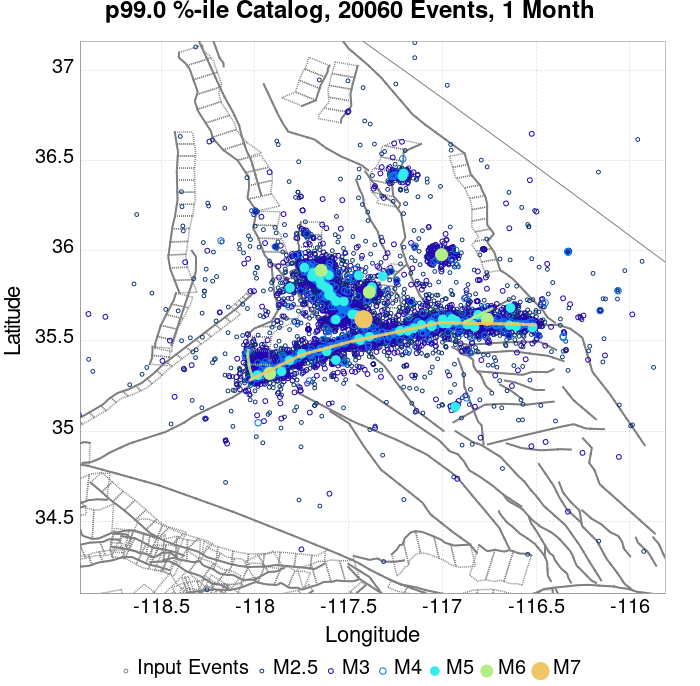 p99.0 %-ile Catalog, 20060 Events, 1 Month
37
36.5
36
35.5
35
34.5
Latitude
-118.5 -118 -117.5 -117 -116.5 -116
Longitude
Input Events M2.5 M3 M4 M5 M6 M7